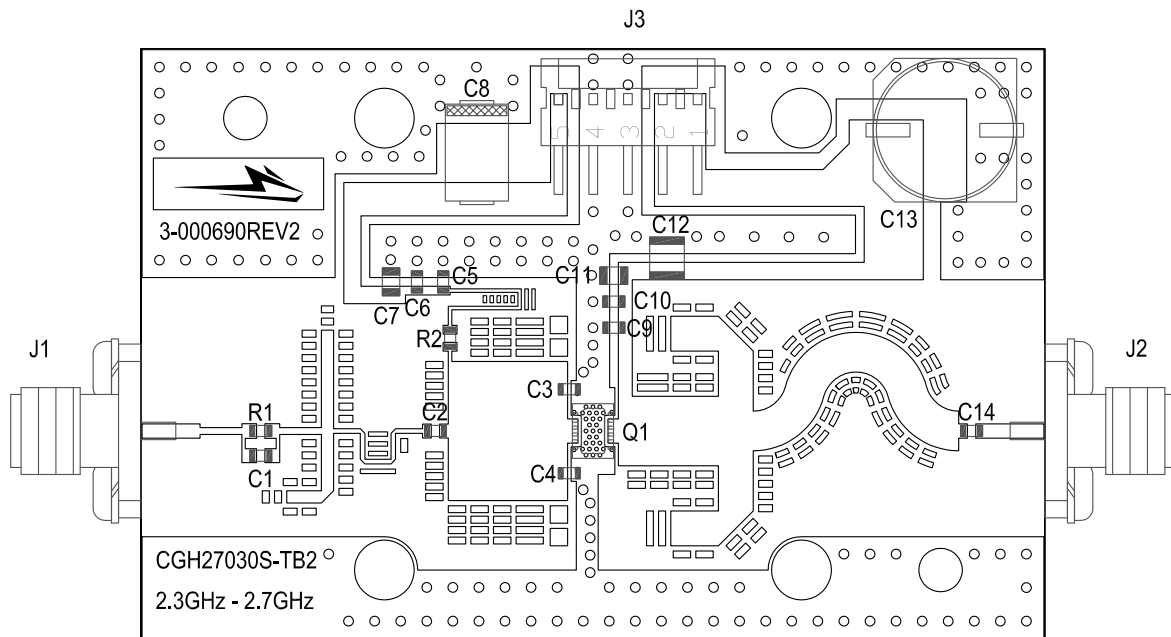 J3
C8
5 4 3 2 1
C13
3-000690REV2
C12
C5
C11
C6
C7
C10
C9
R2
J1
J2
C3
R1
C2
Q1
C14
C1
C4
CGH27030S-TB2
2.3GHz - 2.7GHz